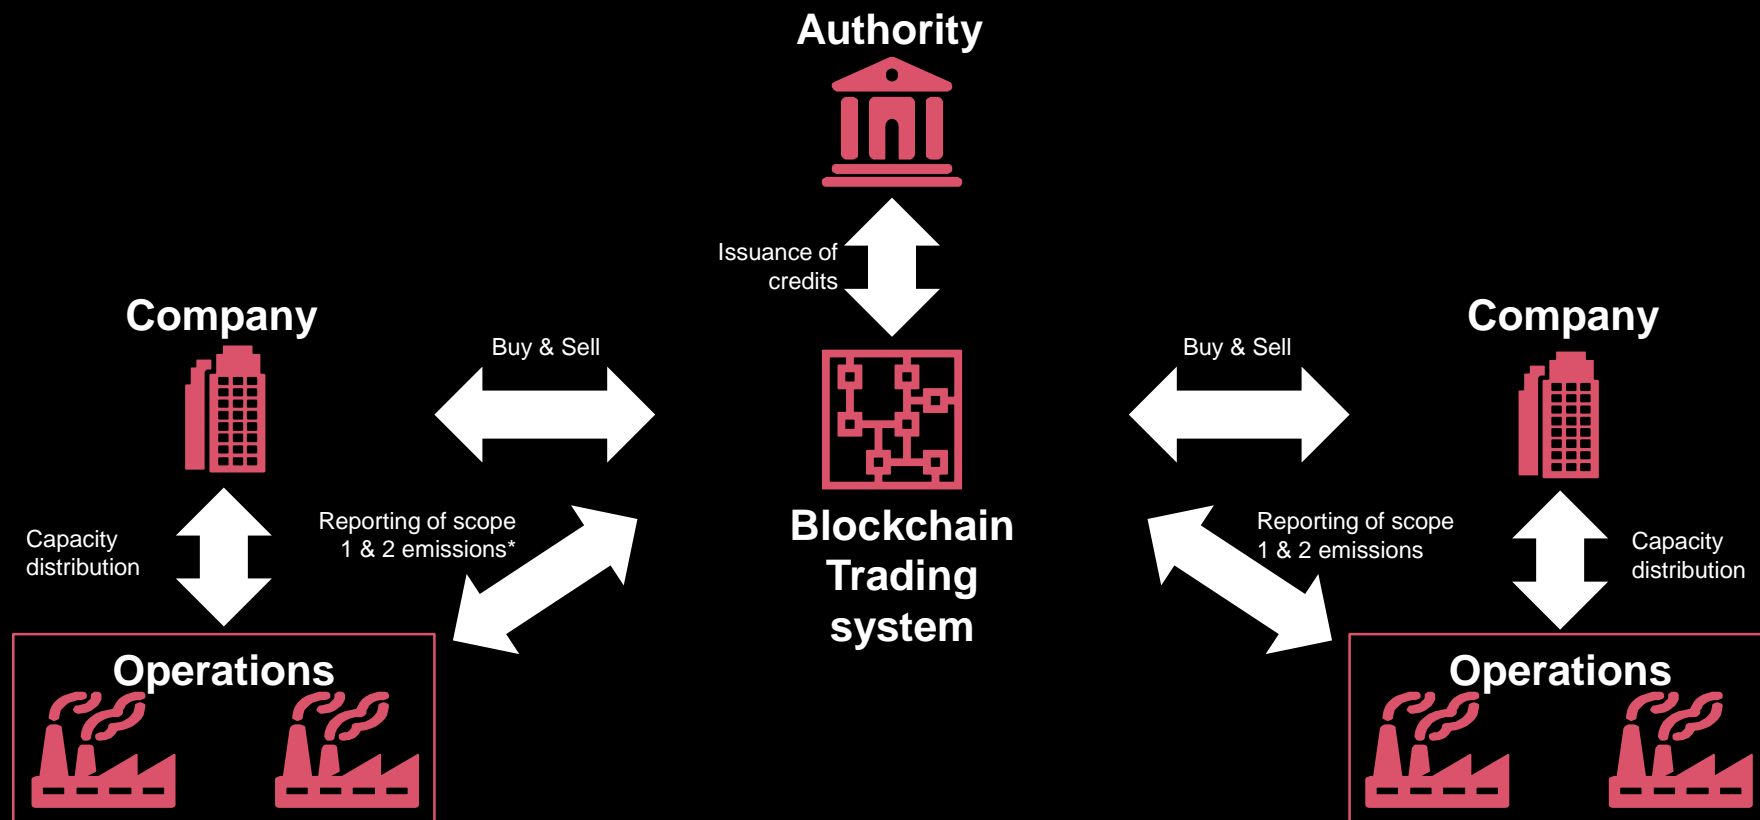 Authority
Issuance of
credits
Company
Company
Buy & Sell
Buy & Sell
Blockchain
Trading
system
Reporting of scope
1 & 2 emissions*
Reporting of scope
1 & 2 emissions
Capacity
distribution
Capacity
distribution
Operations
Operations